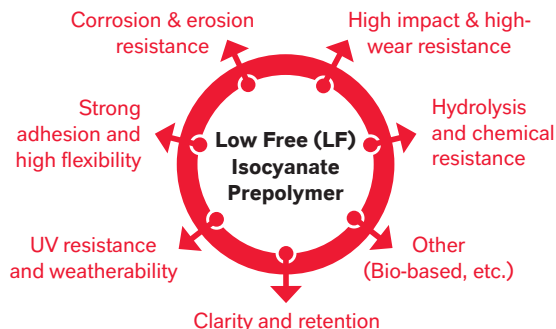 Corrosion & erosion
resistance
High impact & high-
wear resistance
Strong
adhesion and
high flexibility
Low Free (LF)
Isocyanate
Prepolymer
Hydrolysis
and chemical
resistance
UV resistance
and weatherability
Other
(Bio-based, etc.)
Clarity and retention